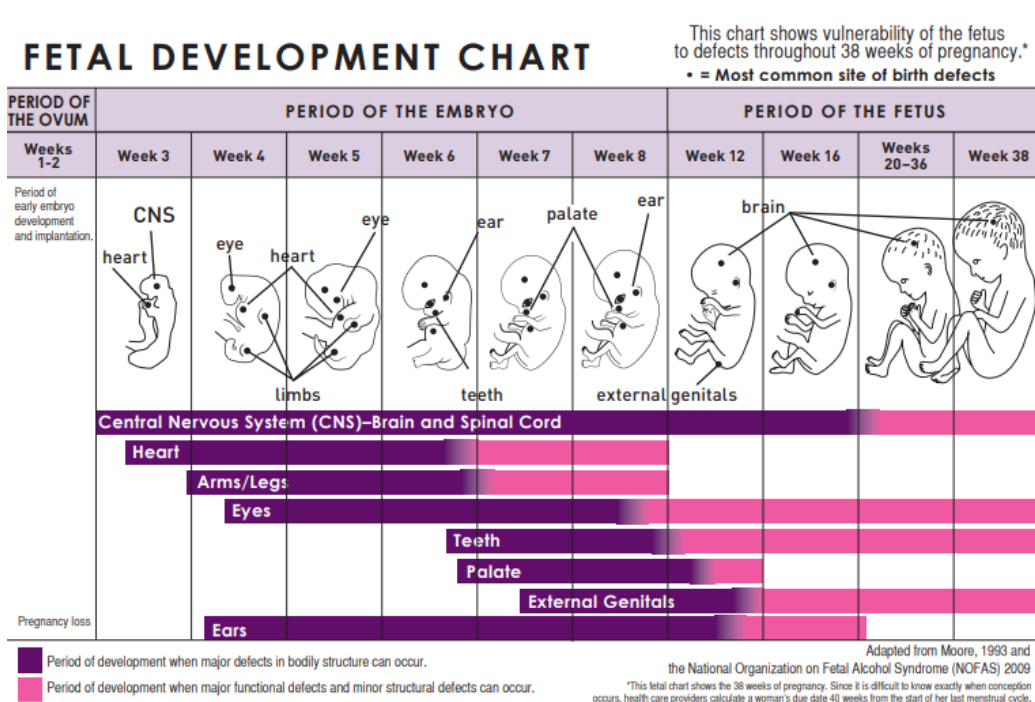 FETAL DEVELOPMENT CHART
This chart shows vulnerability of the fetus
to defects throughout 38 weeks of pregnancy.*
• = Most common site of birth defects
PERIOD OF
THE OVUM
PERIOD OF THE EMBRYO
PERIOD OF THE FETUS
Weeks
1-2
Week 3
Week 4
Week 5
Week 6
Week 7
Week 8
Week 12
Week 16
Weeks
20–36
Week 38
Period of
early embryo
development
and implantation.
CNS
heart
eye
heart
eye
ear
palate
ear
brain
limbs
teeth
external genitals
Central Nervous System (CNS)–Brain and Spinal Cord
Heart
Arms/Legs
Eyes
Teeth
Palate
External Genitals
Pregnancy loss
Ears
Period of development when major defects in bodily structure can occur.
Period of development when major functional defects and minor structural defects can occur.
Adapted from Moore, 1993 and
the National Organization on Fetal Alcohol Syndrome (NOFAS) 2009
*This fetal chart shows the 38 weeks of pregnancy. Since it is difficult to know exactly when conception
occurs, health care providers calculate a woman's due date 40 weeks from the start of her last menstrual cycle.